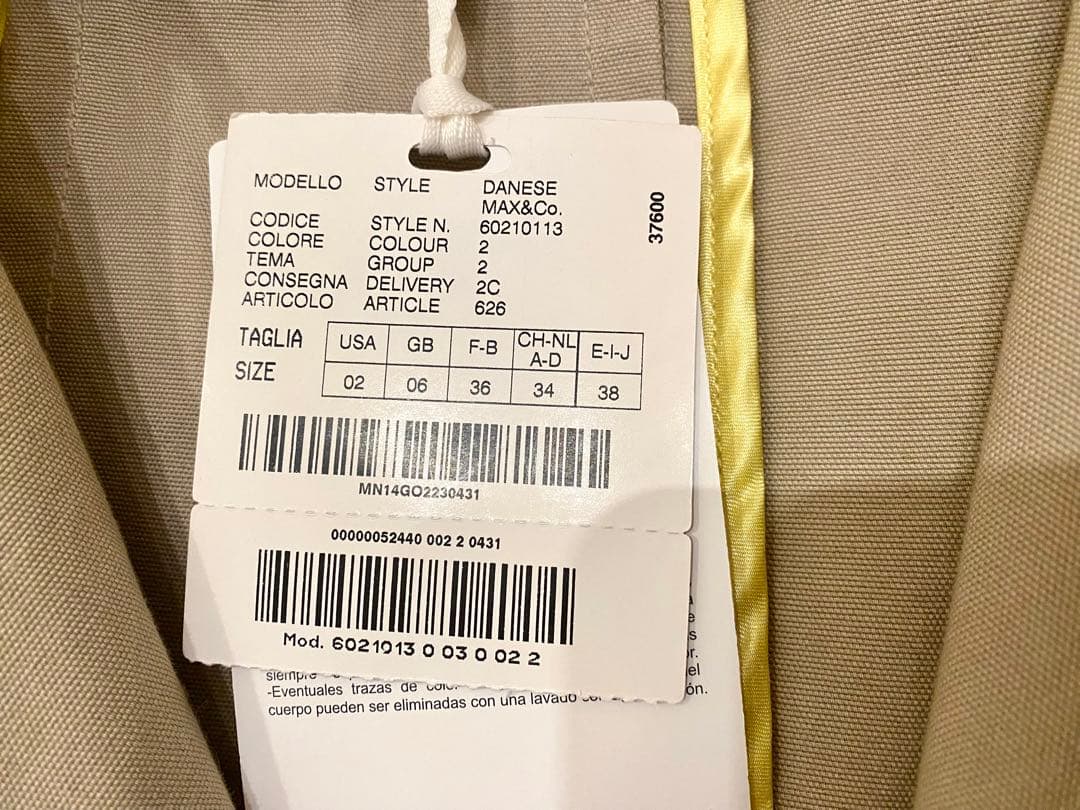 MODELLO STYLE DANESE
MAX&Co.
CODICE STYLE N. 60210113
COLORE COLOUR 2
TEMA GROUP 2
CONSEGNA DELIVERY 2C
ARTICOLO ARTICLE 626
37600
TAGLIA USA GB F-B CH-NL A-D E-I-J
SIZE 02 06 36 34 38
MN14GO2230431
00000052440 002 2 0431
Mod. 6021013 0 03 0 02 2
-Eventuales trazas de
cuerpo pueden ser eliminadas con una lavado